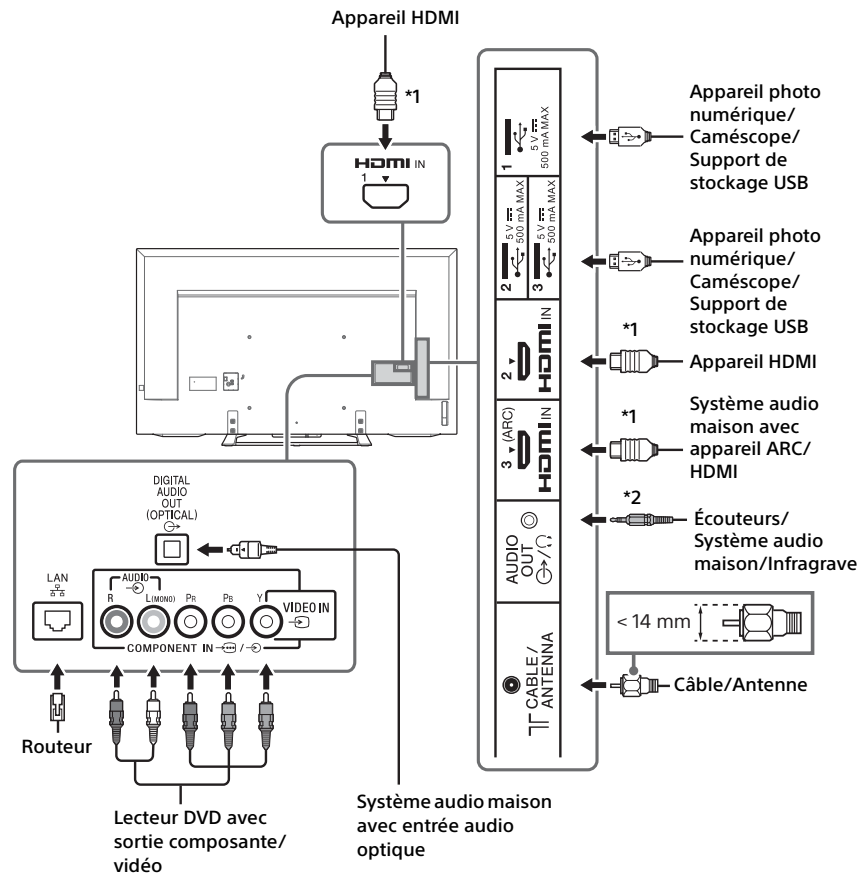 Appareil HDMI
*1
HDMI IN
1
1
5 V
500 mA MAX
Appareil photo
numérique/
Caméscope/
Support de
stockage USB
2
5 V
500 mA MAX
3
5 V
500 mA MAX
Appareil photo
numérique/
Caméscope/
Support de
stockage USB
2
HDMI IN
*1
Appareil HDMI
3 (ARC)
HDMI IN
*1
Système audio
maison avec
appareil ARC/
HDMI
AUDIO
OUT
*2
Écouteurs/
Système audio
maison/Infragrave
CABLE /
ANTENNA
< 14 mm
Câble/Antenne
DIGITAL
AUDIO
OUT
(OPTICAL)
LAN
AUDIO
R L(MONO) PR PB Y
VIDEO IN
COMPONENT IN /
Routeur
Lecteur DVD avec
sortie composante/
vidéo
Système audio maison
avec entrée audio
optique